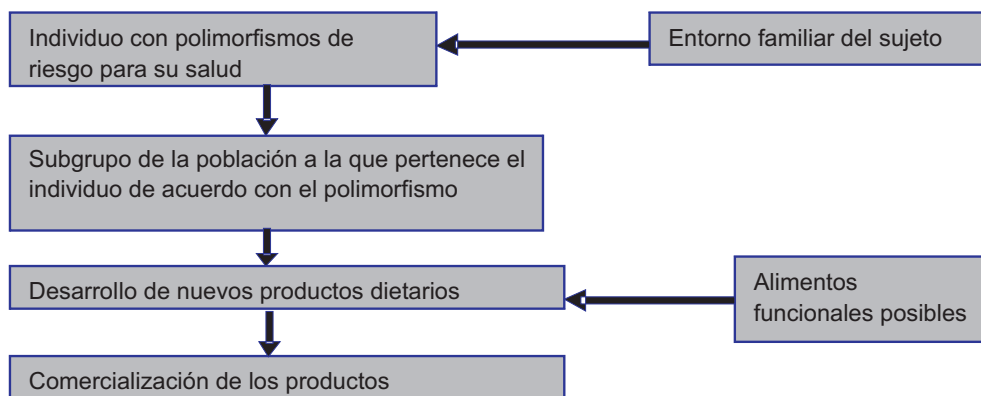 Individuo con polimorfismos de
riesgo para su salud
Entorno familiar del sujeto
Subgrupo de la población a la que pertenece el
individuo de acuerdo con el polimorfismo
Desarrollo de nuevos productos dietarios
Alimentos
funcionales posibles
Comercialización de los productos